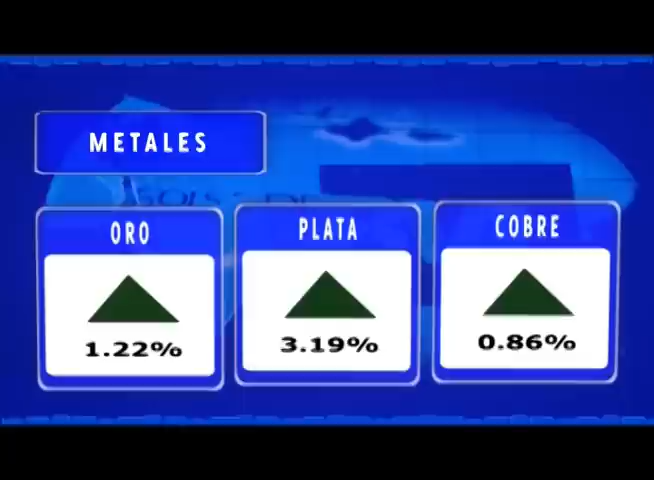 METALES
ORO
PLATA
COBRE
1.22%
3.19%
0.86%